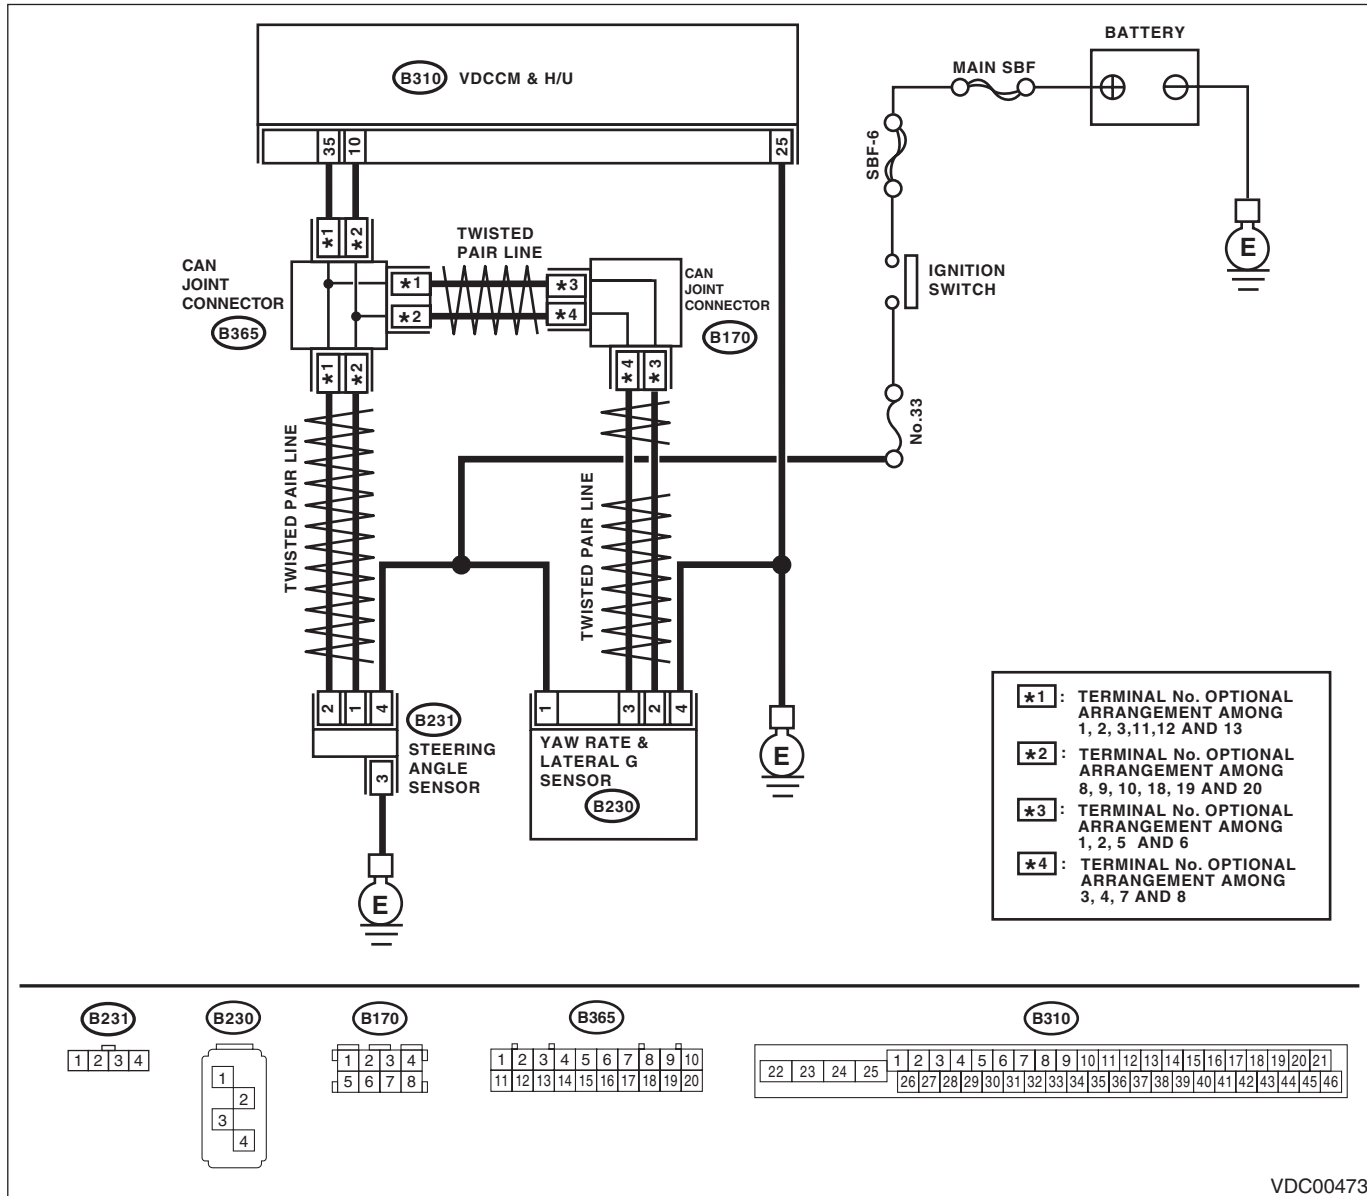 B310 VDCCM & H/U
BATTERY
MAIN SBF
SBF-6
35 10 25
*1 *2
TWISTED
PAIR LINE
CAN
JOINT
CONNECTOR
B365
*1 *3
*2 *4
CAN
JOINT
CONNECTOR
B170
E
IGNITION
SWITCH
*1 *2
*4 *3
No.33
TWISTED PAIR LINE
TWISTED PAIR LINE
2 1 4
B231
STEERING
ANGLE
SENSOR
3
E
1 3 2 4
YAW RATE &
LATERAL G
SENSOR
B230
E
*1 : TERMINAL No. OPTIONAL
ARRANGEMENT AMONG
1, 2, 3,11,12 AND 13
*2 : TERMINAL No. OPTIONAL
ARRANGEMENT AMONG
8, 9, 10, 18, 19 AND 20
*3 : TERMINAL No. OPTIONAL
ARRANGEMENT AMONG
1, 2, 5 AND 6
*4 : TERMINAL No. OPTIONAL
ARRANGEMENT AMONG
3, 4, 7 AND 8
B231
1 2 3 4
B230
1
2
3
4
B170
1 2 3 4
5 6 7 8
B365
1 2 3 4 5 6 7 8 9 10
11 12 13 14 15 16 17 18 19 20
B310
22 23 24 25
1 2 3 4 5 6 7 8 9 10 11 12 13 14 15 16 17 18 19 20 21
26 27 28 29 30 31 32 33 34 35 36 37 38 39 40 41 42 43 44 45 46
VDC00473